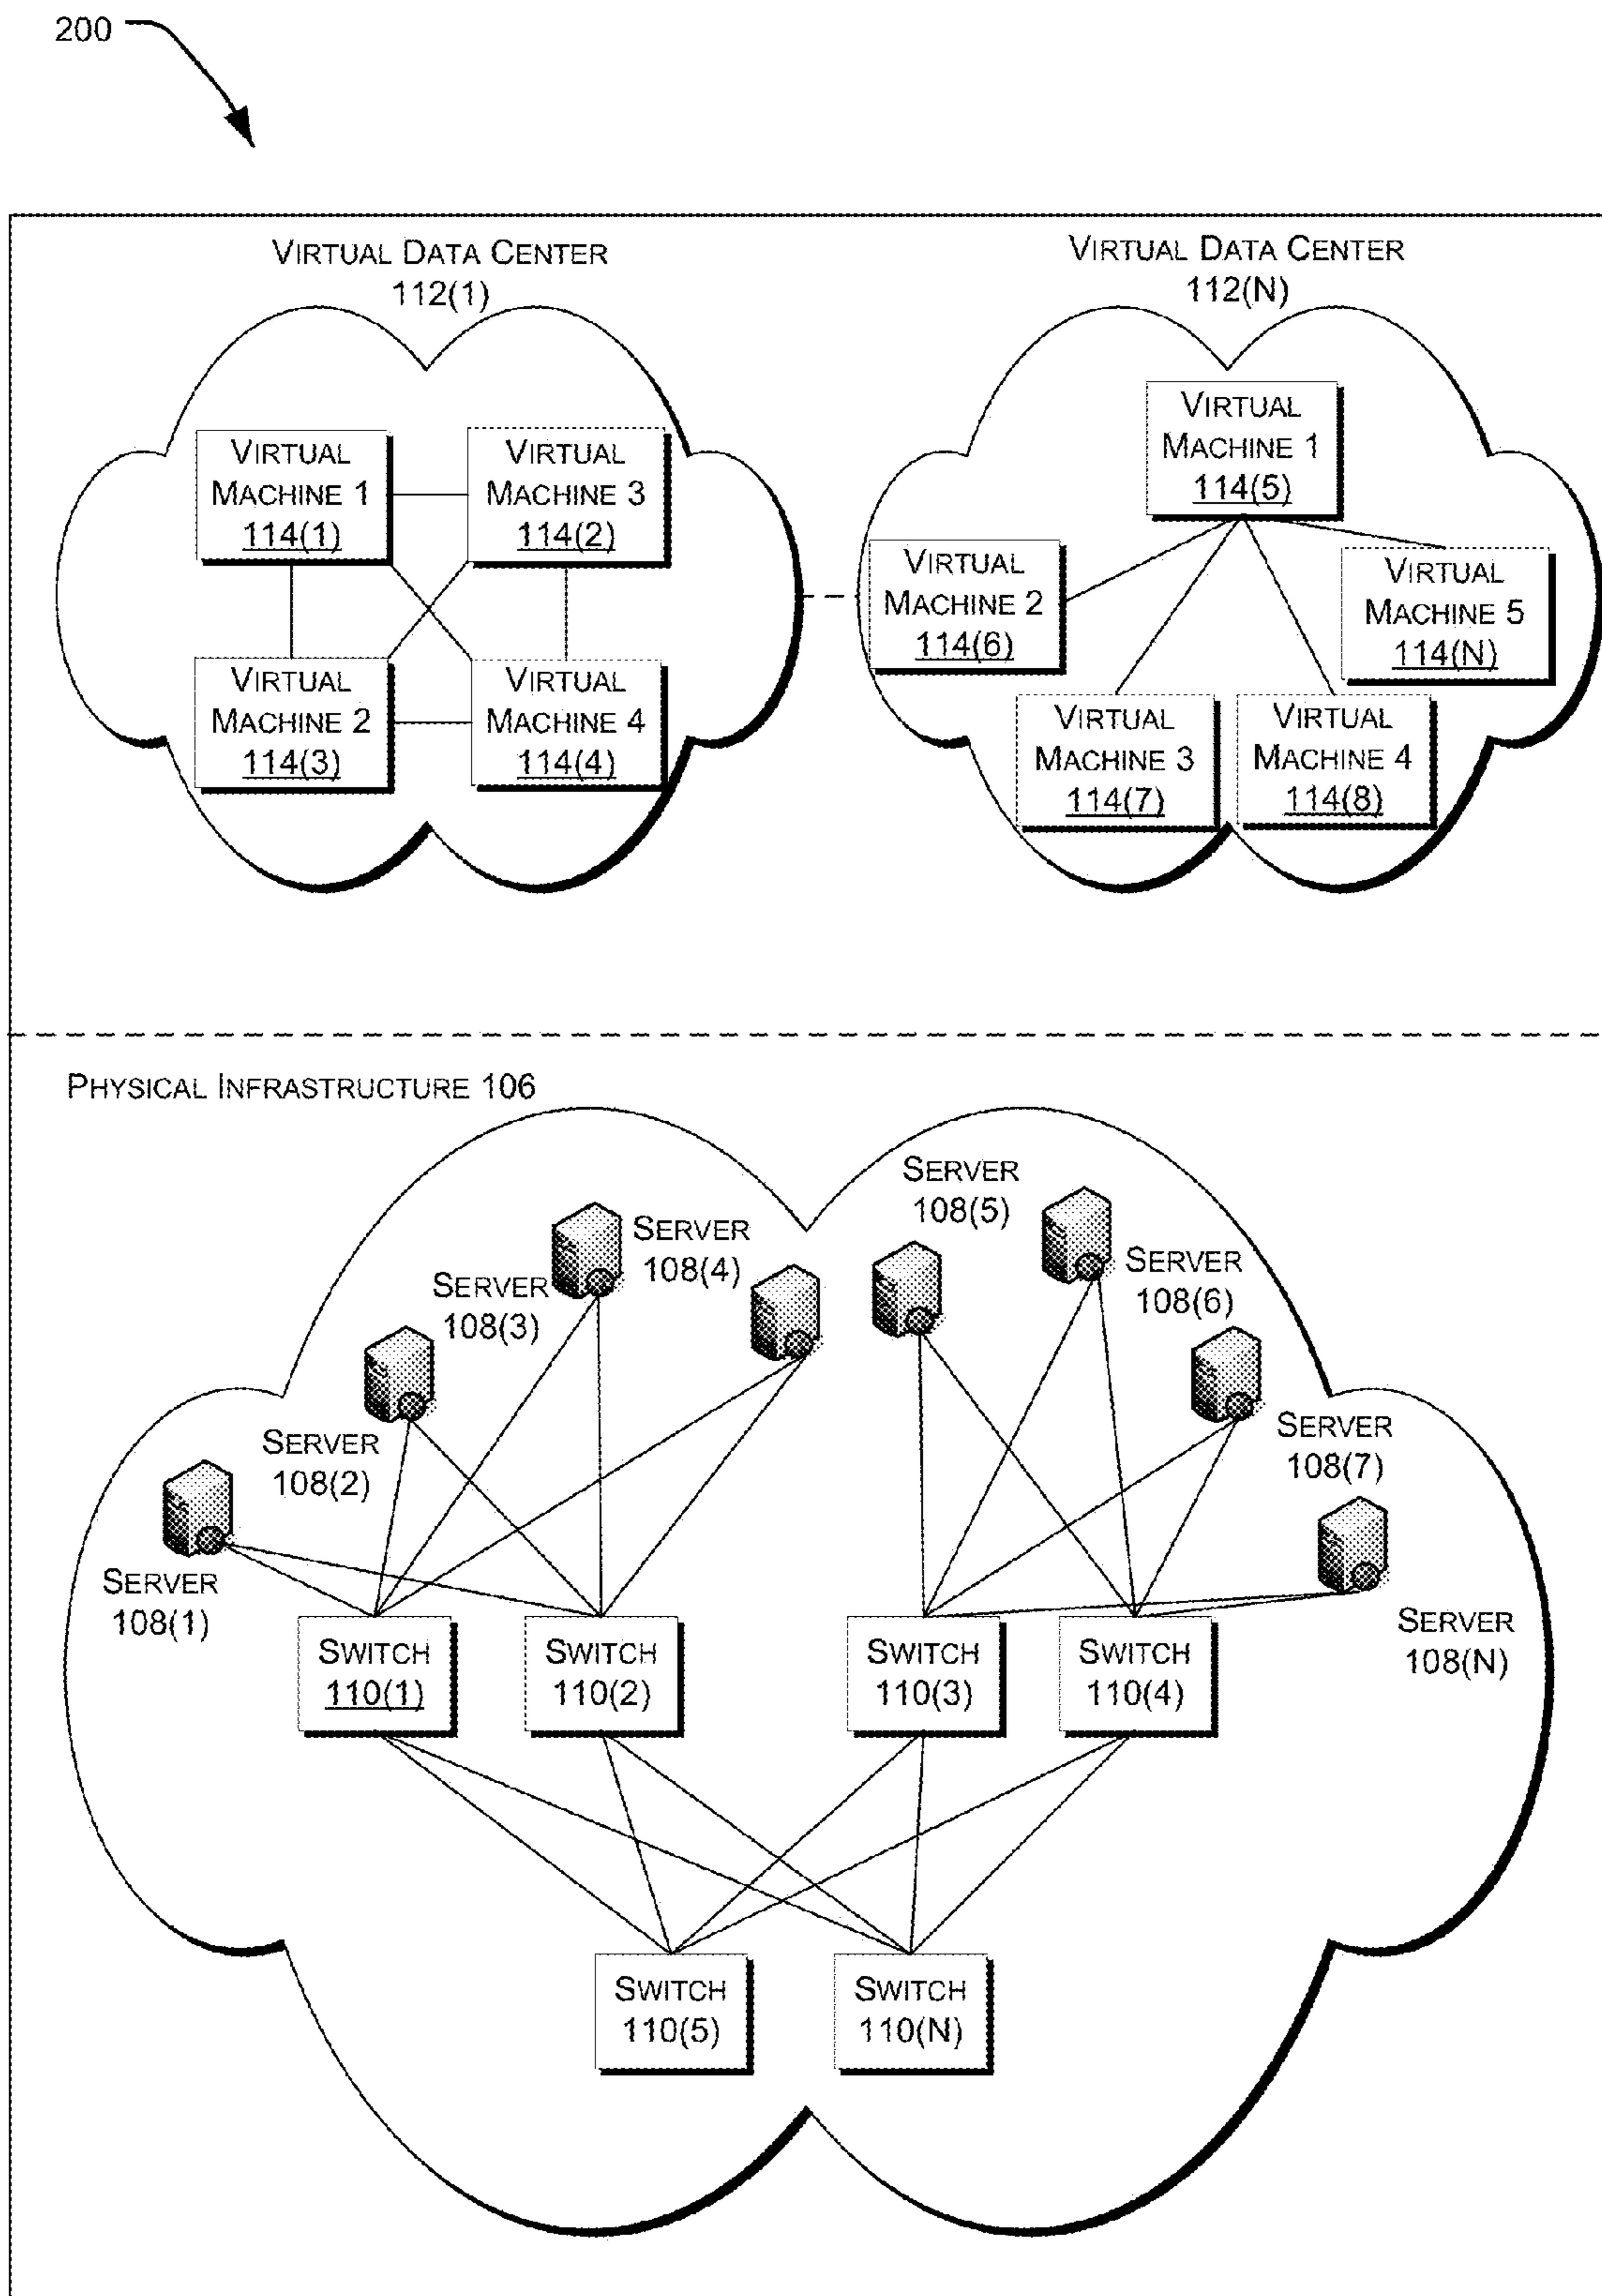 200
VIRTUAL DATA CENTER
112(1)
VIRTUAL
MACHINE 1
114(1)
VIRTUAL
MACHINE 3
114(2)
VIRTUAL
MACHINE 2
114(3)
VIRTUAL
MACHINE 4
114(4)
VIRTUAL DATA CENTER
112(N)
VIRTUAL
MACHINE 1
114(5)
VIRTUAL
MACHINE 2
114(6)
VIRTUAL
MACHINE 5
114(N)
VIRTUAL
MACHINE 3
114(7)
VIRTUAL
MACHINE 4
114(8)
PHYSICAL INFRASTRUCTURE 106
SERVER
108(1)
SERVER
108(2)
SERVER
108(3)
SERVER
108(4)
SERVER
108(5)
SERVER
108(6)
SERVER
108(7)
SERVER
108(N)
SWITCH
110(1)
SWITCH
110(2)
SWITCH
110(3)
SWITCH
110(4)
SWITCH
110(5)
SWITCH
110(N)